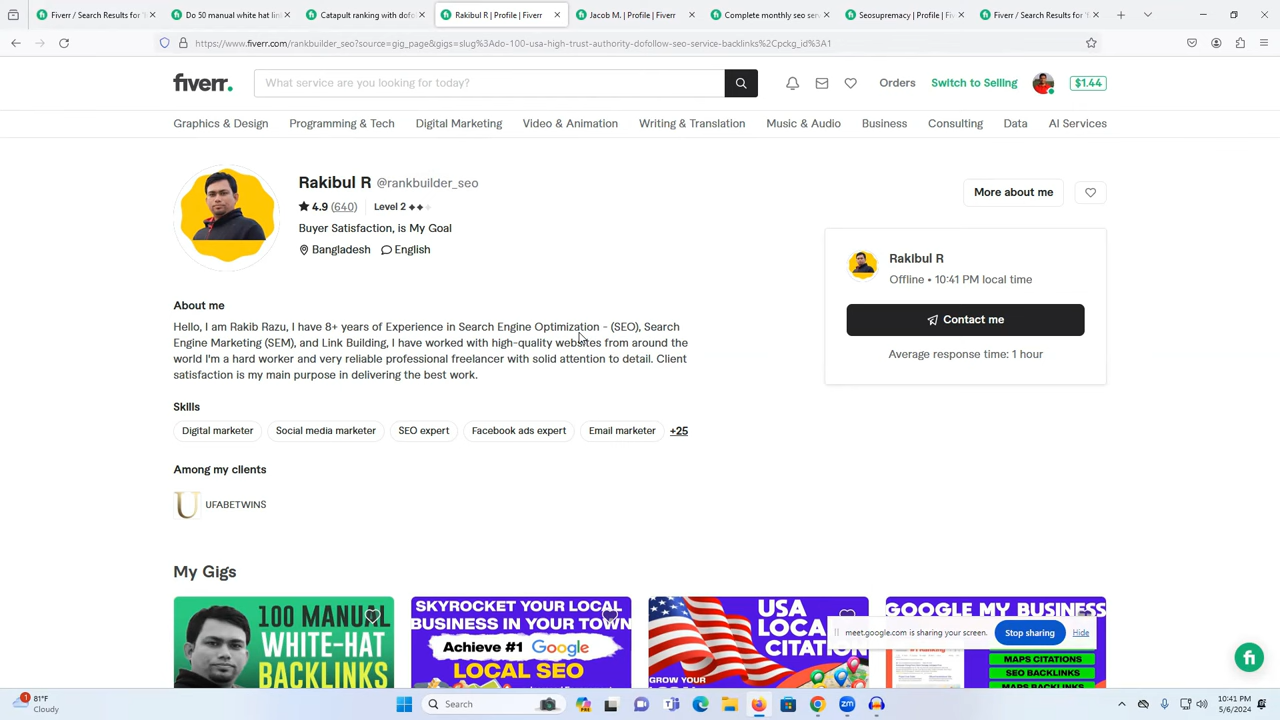 Fiverr / Search Results for '
Do 50 manual white hat lin
Catapult ranking with dofo
Rakibul R | Profile | Fiverr
Jacob M. | Profile | Fiverr
Complete monthly seo serv
Seosupremacy | Profile | Fiv
Fiverr / Search Results for '
https://www.fiverr.com/rankbuilder_seo?source=gig_page&gigs=slug%3Ado-100-usa-high-trust-authority-dofollow-seo-service-backlinks%2Cpckg_id%3A1
fiverr.
What service are you looking for today?
Orders
Switch to Selling
$1.44
Graphics & Design
Programming & Tech
Digital Marketing
Video & Animation
Writing & Translation
Music & Audio
Business
Consulting
Data
AI Services
Rakibul R @rankbuilder_seo
4.9 (640) Level 2
Buyer Satisfaction, is My Goal
Bangladesh English
More about me
Rakibul R
Offline • 10:41 PM local time
Contact me
Average response time: 1 hour
About me
Hello, I am Rakib Razu, I have 8+ years of Experience in Search Engine Optimization - (SEO), Search
Engine Marketing (SEM), and Link Building, I have worked with high-quality websites from around the
world I'm a hard worker and very reliable professional freelancer with solid attention to detail. Client
satisfaction is my main purpose in delivering the best work.
Skills
Digital marketer
Social media marketer
SEO expert
Facebook ads expert
Email marketer
+25
Among my clients
U UFABETWINS
My Gigs
100 MANUAL
WHITE-HAT
BACKLINKS
SKYROCKET YOUR LOCAL
BUSINESS IN YOUR TOWN
Achieve #1 Google
LOCAL SEO
USA
LOCA
CITATION
GROW YOUR
GOOGLE MY BUSINESS
MAPS CITATIONS
SEO BACKLINKS
meet.google.com is sharing your screen.
Stop sharing
Hide
fi
1
81°F
Cloudy
Search
10:41 PM
5/6/2024